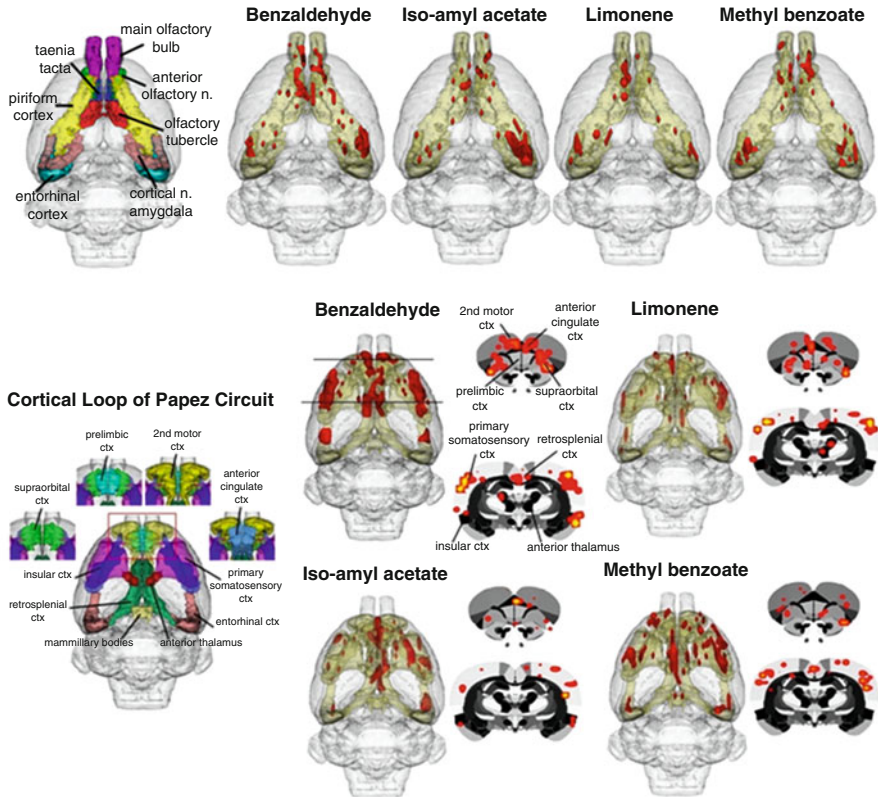 Benzaldehyde
Iso-amyl acetate
Limonene
Methyl benzoate
main olfactory
bulb
taenia
tacta
anterior
olfactory n.
piriform
cortex
olfactory
tubercle
entorhinal
cortex
cortical n.
amygdala
Benzaldehyde
2nd motor
ctx
anterior
cingulate
ctx
prelimbic
ctx
supraorbital
ctx
primary
somatosensory
ctx
retrosplenial
ctx
insular ctx
anterior thalamus
Limonene
Cortical Loop of Papez Circuit
prelimbic
ctx
2nd motor
ctx
supraorbital
ctx
anterior
cingulate
ctx
insular ctx
primary
somatosensory
ctx
retrosplenial
ctx
entorhinal ctx
mammillary bodies
anterior thalamus
Iso-amyl acetate
Methyl benzoate